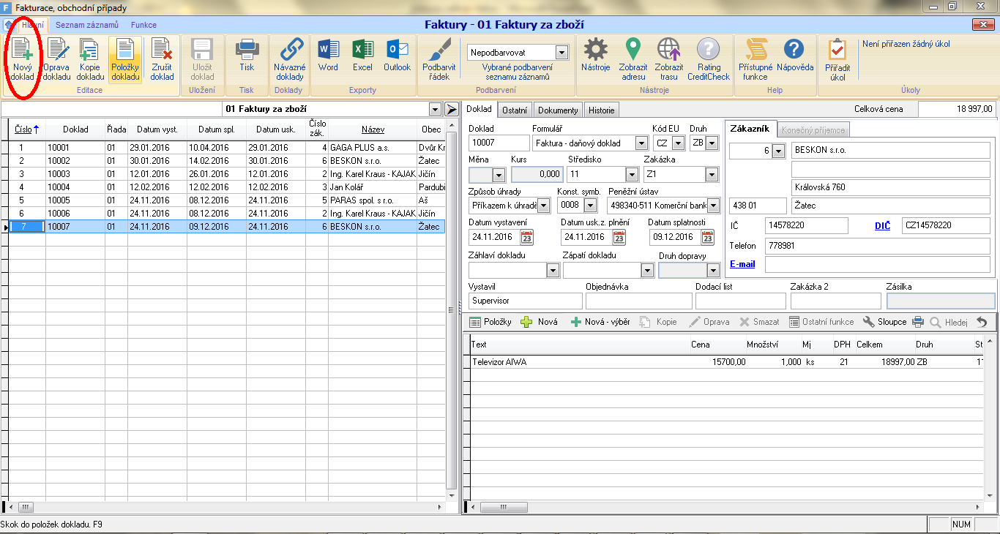 F Fakturace, obchodní případy
Hlavní Seznam záznamů Funkce Faktury - 01 Faktury za zboží
Nový doklad
Oprava dokladu
Kopie dokladu
Položky dokladu
Zrušit doklad
Editace
Uložit doklad
Uložení
Tisk
Tisk
Návazné doklady
Doklady
Word Excel Outlook
Exporty
Podbarvit řádek
Nepodbarvovat
Vybrané podbarvení
seznamu záznamů
Podbarvení
Nástroje
Zobrazit adresu
Zobrazit trasu
Rating CreditCheck
Nástroje
Přístupné funkce
Nápověda
Help
Přiřadit úkol
Není přiřazen žádný úkol
Úkoly
01 Faktury za zboží
Číslo Doklad Řada Datum vyst. Datum spl. Datum usk. Číslo zák. Název Obec
1 10001 01 29.01.2016 10.04.2016 29.01.2016 4 GAGA PLUS a.s. Dvůr Kr
2 10002 01 30.01.2016 14.02.2016 30.01.2016 6 BESKON s.r.o. Žatec
3 10003 01 12.01.2016 26.01.2016 12.01.2016 2 Ing. Karel Kraus - KAJAK Jičín
4 10004 01 12.02.2016 12.02.2016 12.02.2016 3 Jan Kolář Pardubi
5 10005 01 24.11.2016 08.12.2016 24.11.2016 5 PARAS spol. s r.o. Aš
6 10006 01 24.11.2016 08.12.2016 24.11.2016 2 Ing. Karel Kraus - KAJAK Jičín
7 10007 01 24.11.2016 09.12.2016 24.11.2016 6 BESKON s.r.o. Žatec
Doklad Ostatní Dokumenty Historie Celková cena 18 997,00
Doklad Formulář Kód EU Druh
10007 Faktura - daňový doklad CZ ZB
Měna Kurs Středisko Zakázka
0,000 11 Z1
Způsob úhrady Konst. symb. Peněžní ústav
Příkazem k úhradě 0008 498340-511 Komerční bank
Datum vystavení Datum usk.z. plnění Datum splatnosti
24.11.2016 23 24.11.2016 23 09.12.2016 23
Záhlaví dokladu Zápatí dokladu Druh dopravy
Zákazník Konečný příjemce
6 BESKON s.r.o.
Královská 760
438 01 Žatec
IČ 14578220 DIČ CZ14578220
Telefon 778981
E-mail
Vystavil Objednávka Dodací list Zakázka 2 Zásilka
Supervisor
Položky Nová Nová - výběr Kopie Oprava Smazat Ostatní funkce Sloupce Hledej
Text Cena Množství Mj DPH Celkem Druh St
Televizor AIWA 15700,00 1,000 ks 21 18997,00 ZB 11
Skok do položek dokladu. F9 NUM